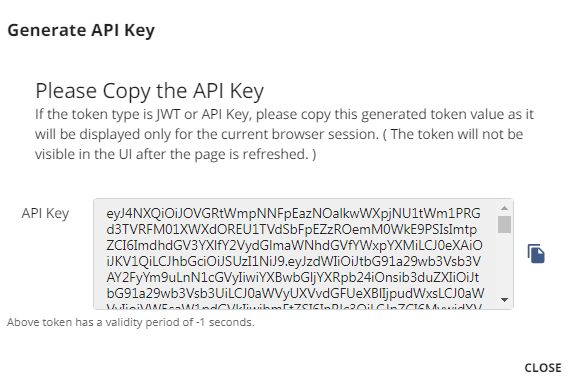 Generate API Key
Please Copy the API Key
If the token type is JWT or API Key, please copy this generated token value as it
will be displayed only for the current browser session. ( The token will not be
visible in the UI after the page is refreshed. )
API Key
eyJ4NXQiOiJOVGRtWmpNNFpEazNOalkwWXpjNU1tWm1PRG
d3TVRFM01XWXdOREU1TVdSbFpEZzROemM0WkE9PSIsImtp
ZCI6ImdhdGV3YXlfY2VydGlmaWNhdGVfYWxpYXMiLCJ0eXAiO
iJKV1QiLCJhbGciOiJSUzI1NiJ9.eyJzdWIiOiJtbG91a29wb3Vsb3V
AY2FyYm9uLnN1cGVyIiwiYXBwbGljYXRpb24iOnsib3duZXIiOiJt
bG91a29wb3Vsb3UiLCJ0aWVyUXVvdGFUeXBlIjpudWxsLCJ0aW
Above token has a validity period of -1 seconds.
CLOSE